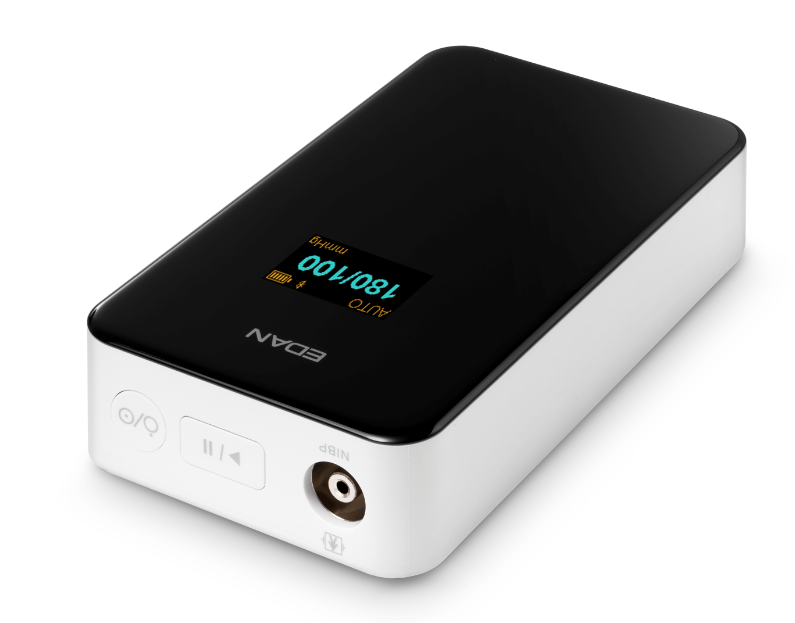 EDAN
AUTO
180/100
mmHg
NIBP